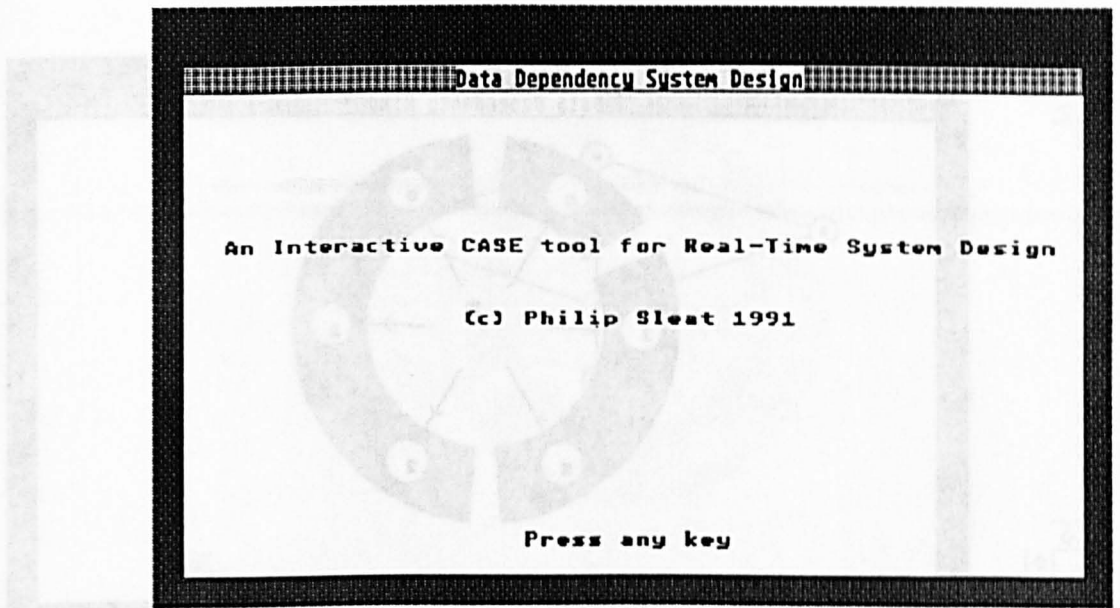 Data Dependency System Design
An Interactive CASE tool for Real-Time System Design
(c) Philip Sleat 1991
Press any key